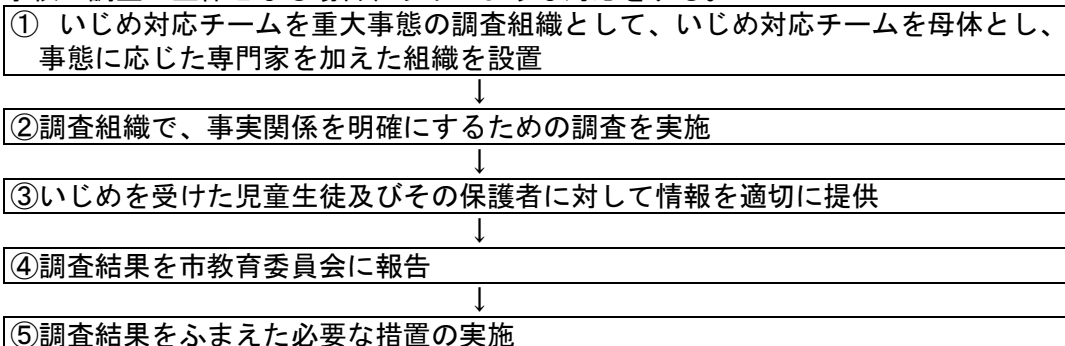 ① いじめ対応チームを重大事態の調査組織として、いじめ対応チームを母体とし、
事態に応じた専門家を加えた組織を設置
↓
②調査組織で、事実関係を明確にするための調査を実施
↓
③いじめを受けた児童生徒及びその保護者に対して情報を適切に提供
↓
④調査結果を市教育委員会に報告
↓
⑤調査結果をふまえた必要な措置の実施